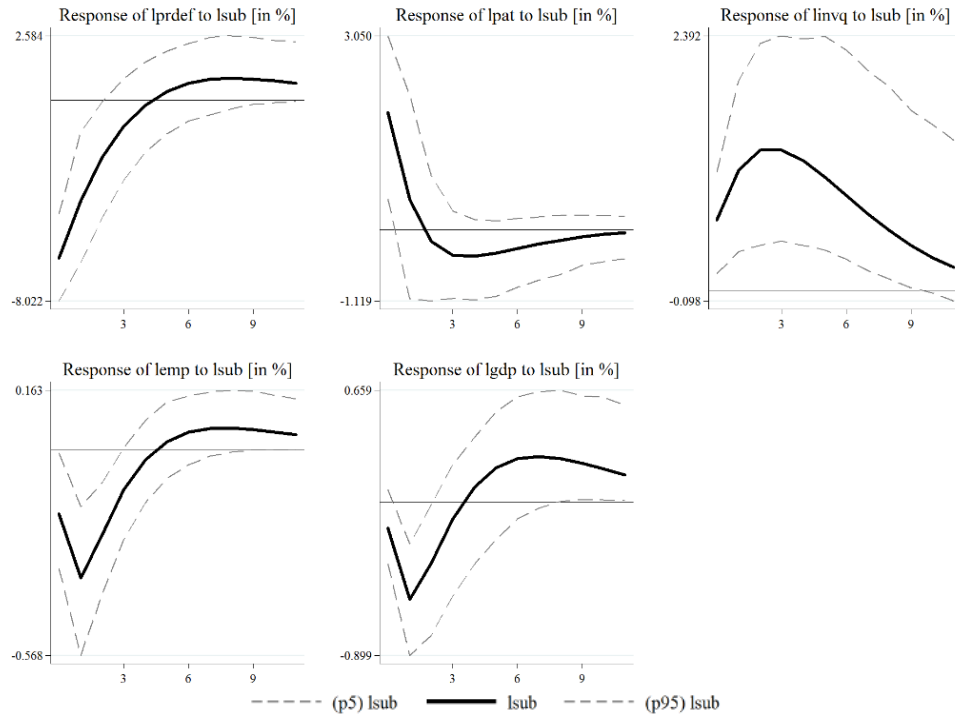 Response of lprdef to lsub [in %]
2.584
-8.022
3 6 9
Response of lpat to lsub [in %]
3.050
-1.119
3 6 9
Response of linvq to lsub [in %]
2.392
-0.098
3 6 9
Response of lemp to lsub [in %]
0.163
-0.568
3 6 9
Response of lgdp to lsub [in %]
0.659
-0.899
3 6 9
(p5) lsub lsub (p95) lsub